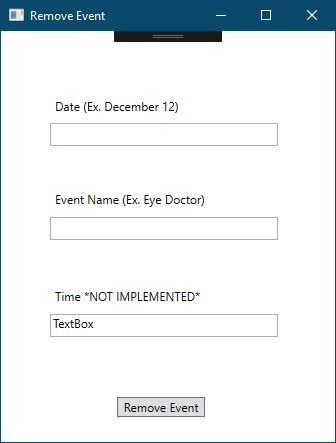 Remove Event
Date (Ex. December 12)
Event Name (Ex. Eye Doctor)
Time *NOT IMPLEMENTED*
TextBox
Remove Event